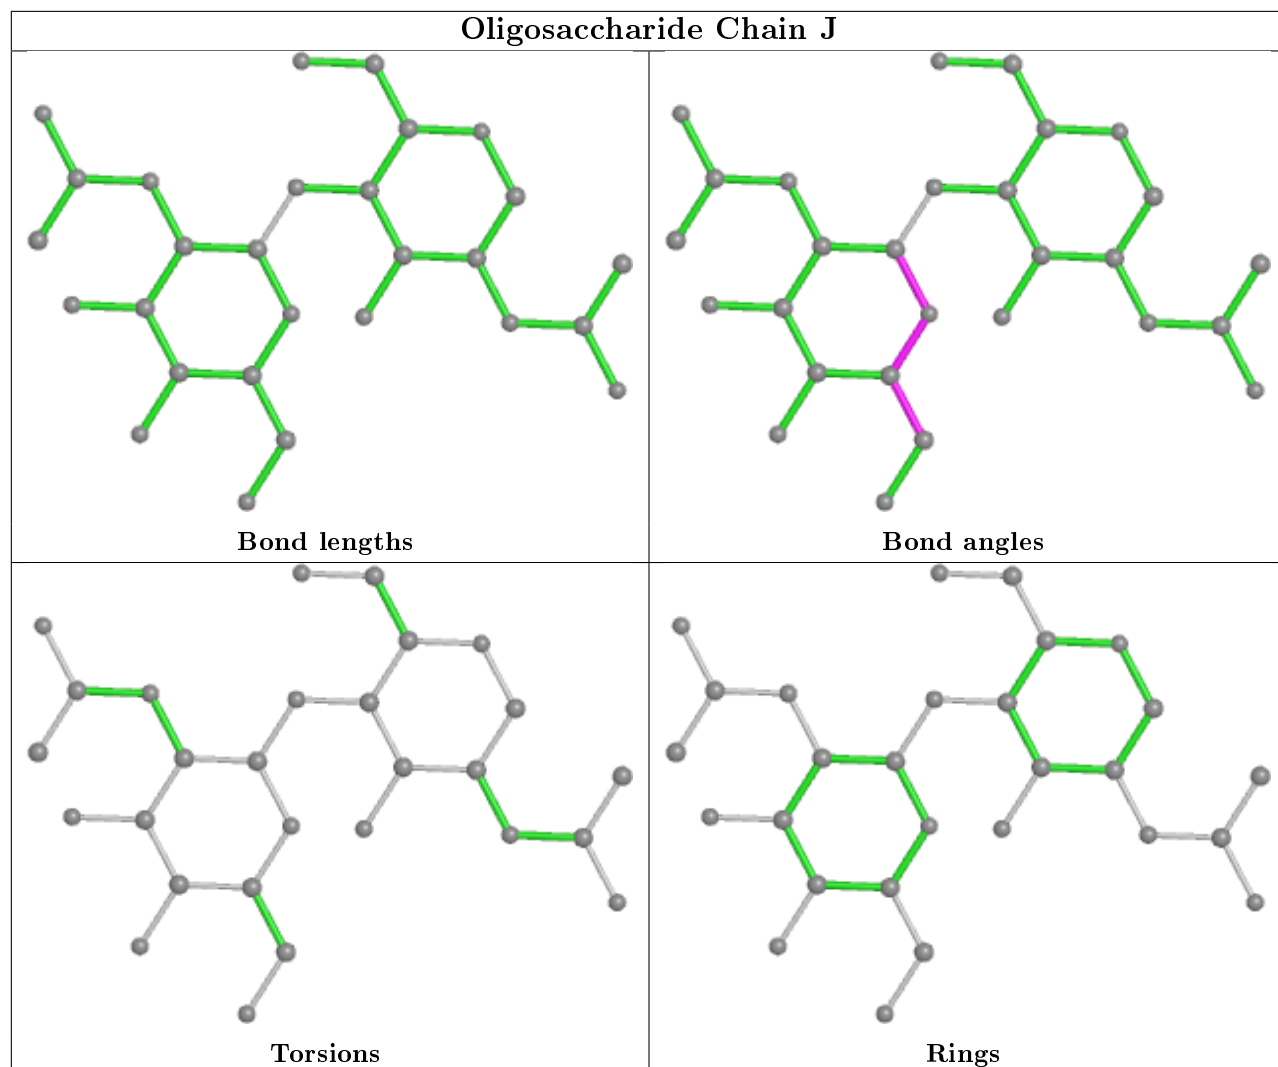 Oligosaccharide Chain J
Bond lengths
Bond angles
Torsions
Rings